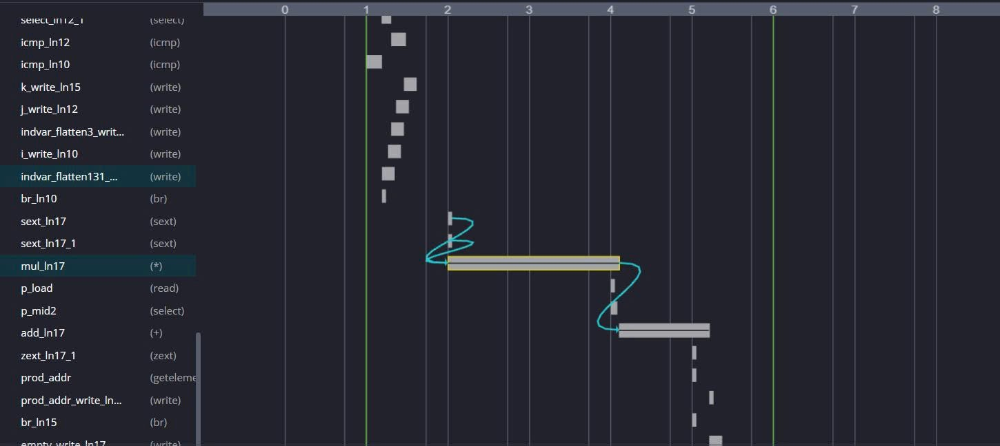 0 1 2 3 4 5 6 7 8
select_ln12_1 (select)
icmp_ln12 (icmp)
icmp_ln10 (icmp)
k_write_ln15 (write)
j_write_ln12 (write)
indvar_flatten3_writ... (write)
i_write_ln10 (write)
indvar_flatten131_... (write)
br_ln10 (br)
sext_ln17 (sext)
sext_ln17_1 (sext)
mul_ln17 (*)
p_load (read)
p_mid2 (select)
add_ln17 (+)
zext_ln17_1 (zext)
prod_addr (geteleme
prod_addr_write_ln... (write)
br_ln15 (br)
empty_write_ln17 (write)